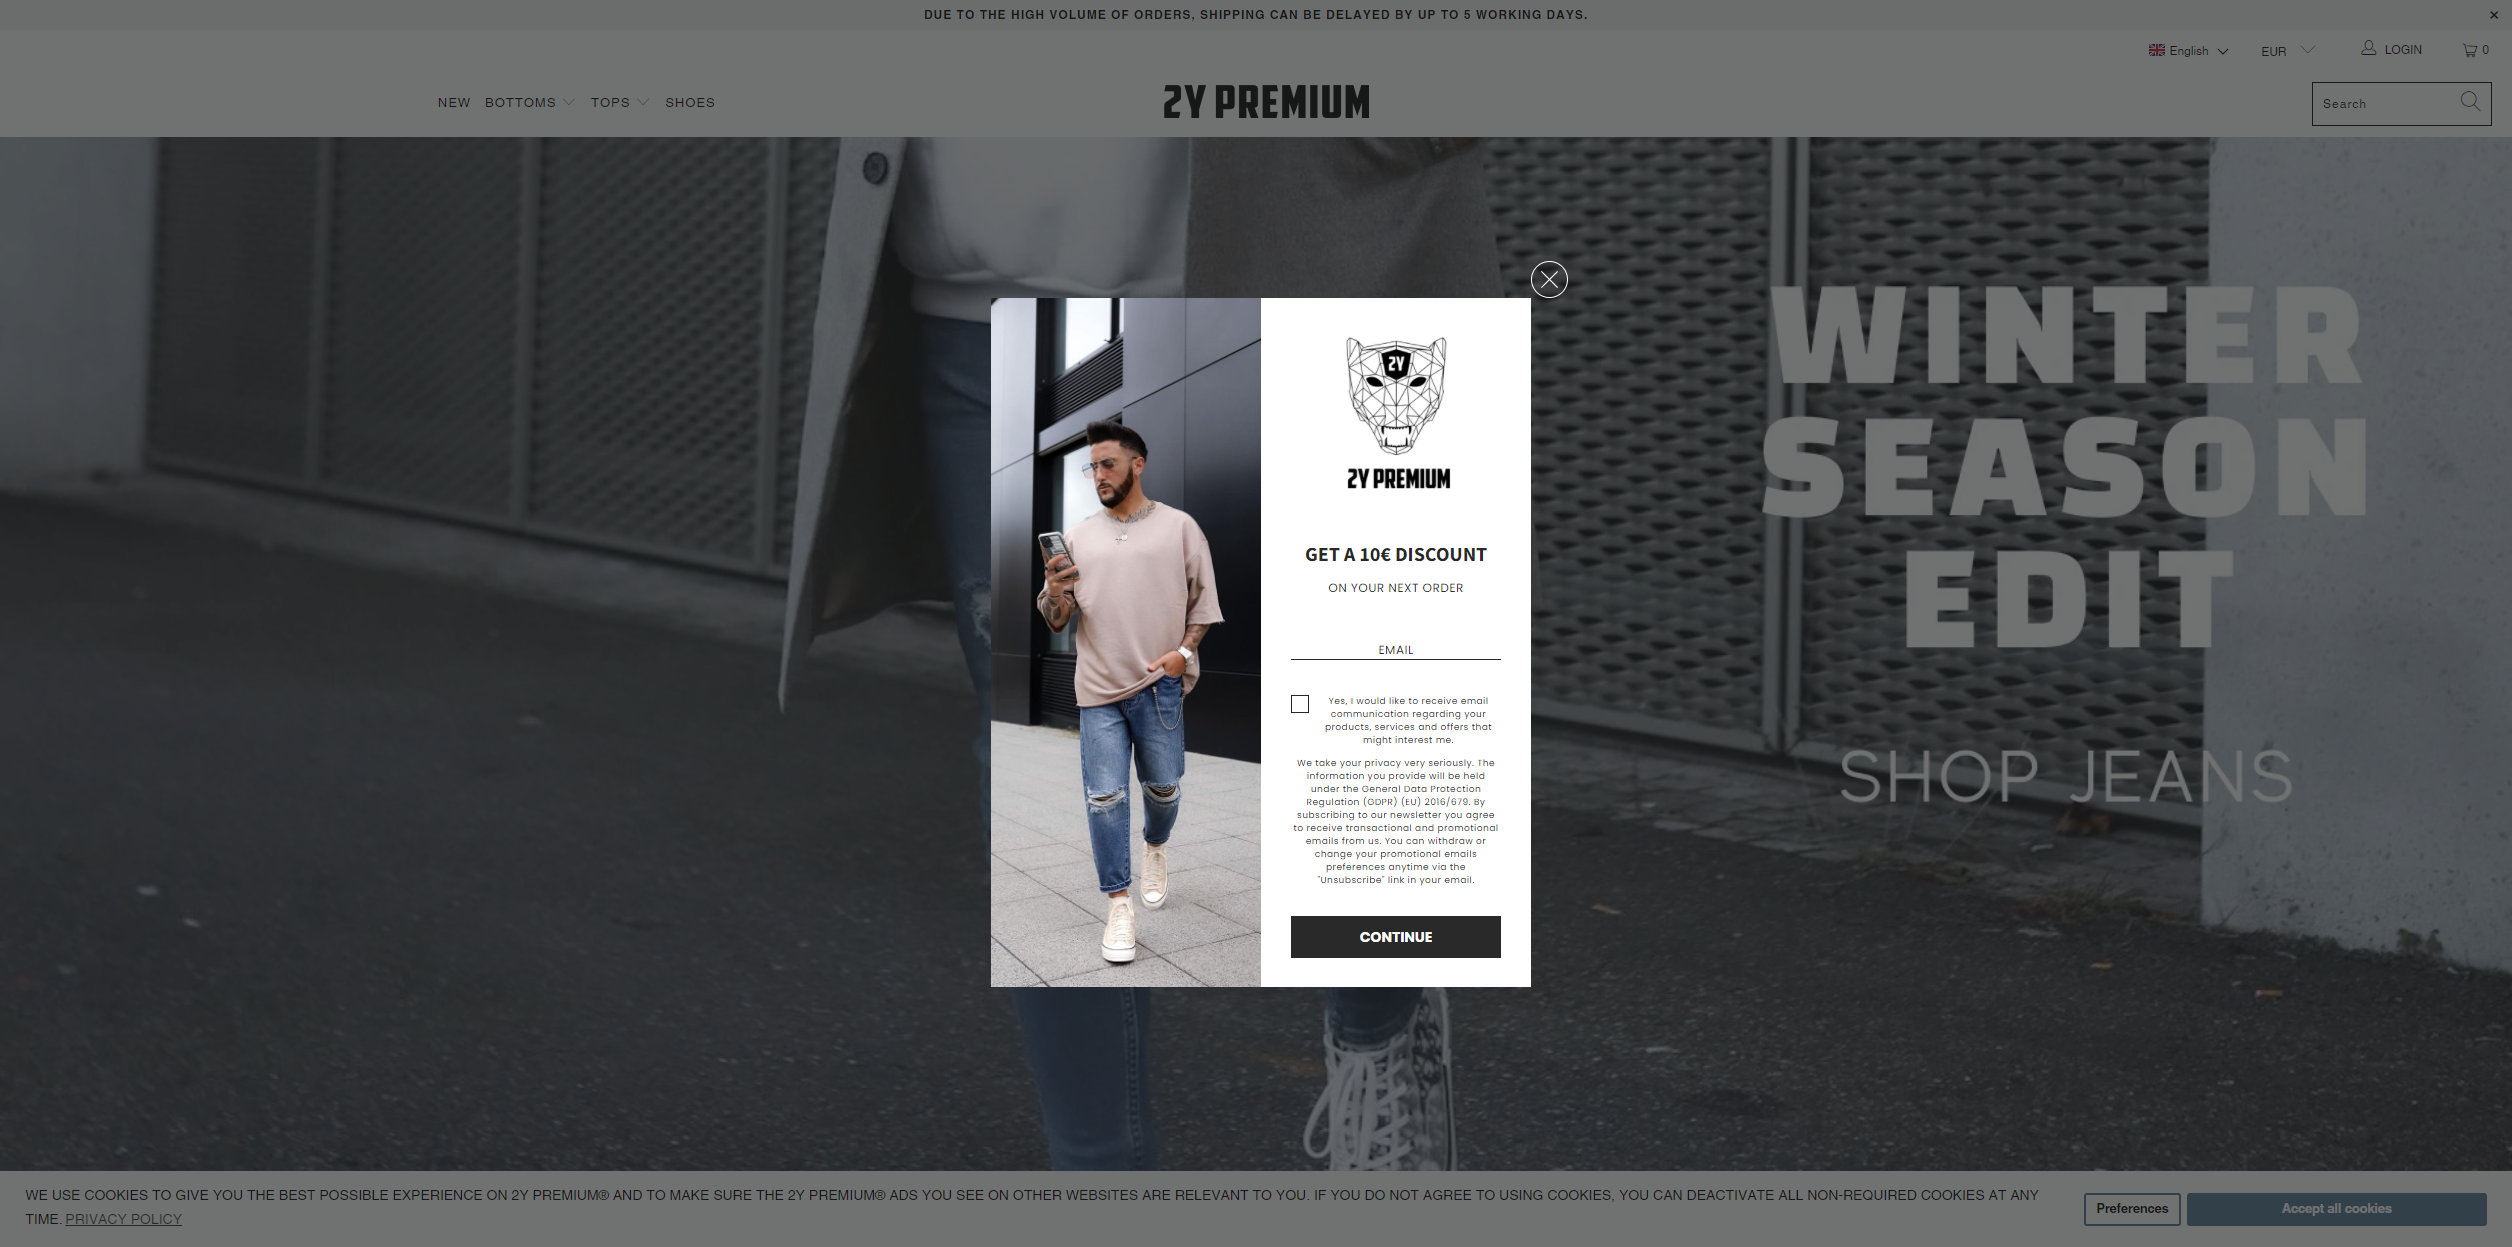 DUE TO THE HIGH VOLUME OF ORDERS, SHIPPING CAN BE DELAYED BY UP TO 5 WORKING DAYS.
English
EUR
LOGIN
0
NEW
BOTTOMS
TOPS
SHOES
2Y PREMIUM
Search
WINTER
SEASON
EDIT
SHOP JEANS
2Y
2Y PREMIUM
GET A 10€ DISCOUNT
ON YOUR NEXT ORDER
EMAIL
Yes, I would like to receive email
communication regarding your
products, services and offers that
might interest me.
We take your privacy very seriously. The
information you provide will be held
under the General Data Protection
Regulation (GDPR) (EU) 2016/679. By
subscribing to our newsletter you agree
to receive transactional and promotional
emails from us. You can withdraw or
change your promotional emails
preferences anytime via the
"Unsubscribe" link in your email.
CONTINUE
WE USE COOKIES TO GIVE YOU THE BEST POSSIBLE EXPERIENCE ON 2Y PREMIUM® AND TO MAKE SURE THE 2Y PREMIUM® ADS YOU SEE ON OTHER WEBSITES ARE RELEVANT TO YOU. IF YOU DO NOT AGREE TO USING COOKIES, YOU CAN DEACTIVATE ALL NON-REQUIRED COOKIES AT ANY
TIME. PRIVACY POLICY
Preferences
Accept all cookies